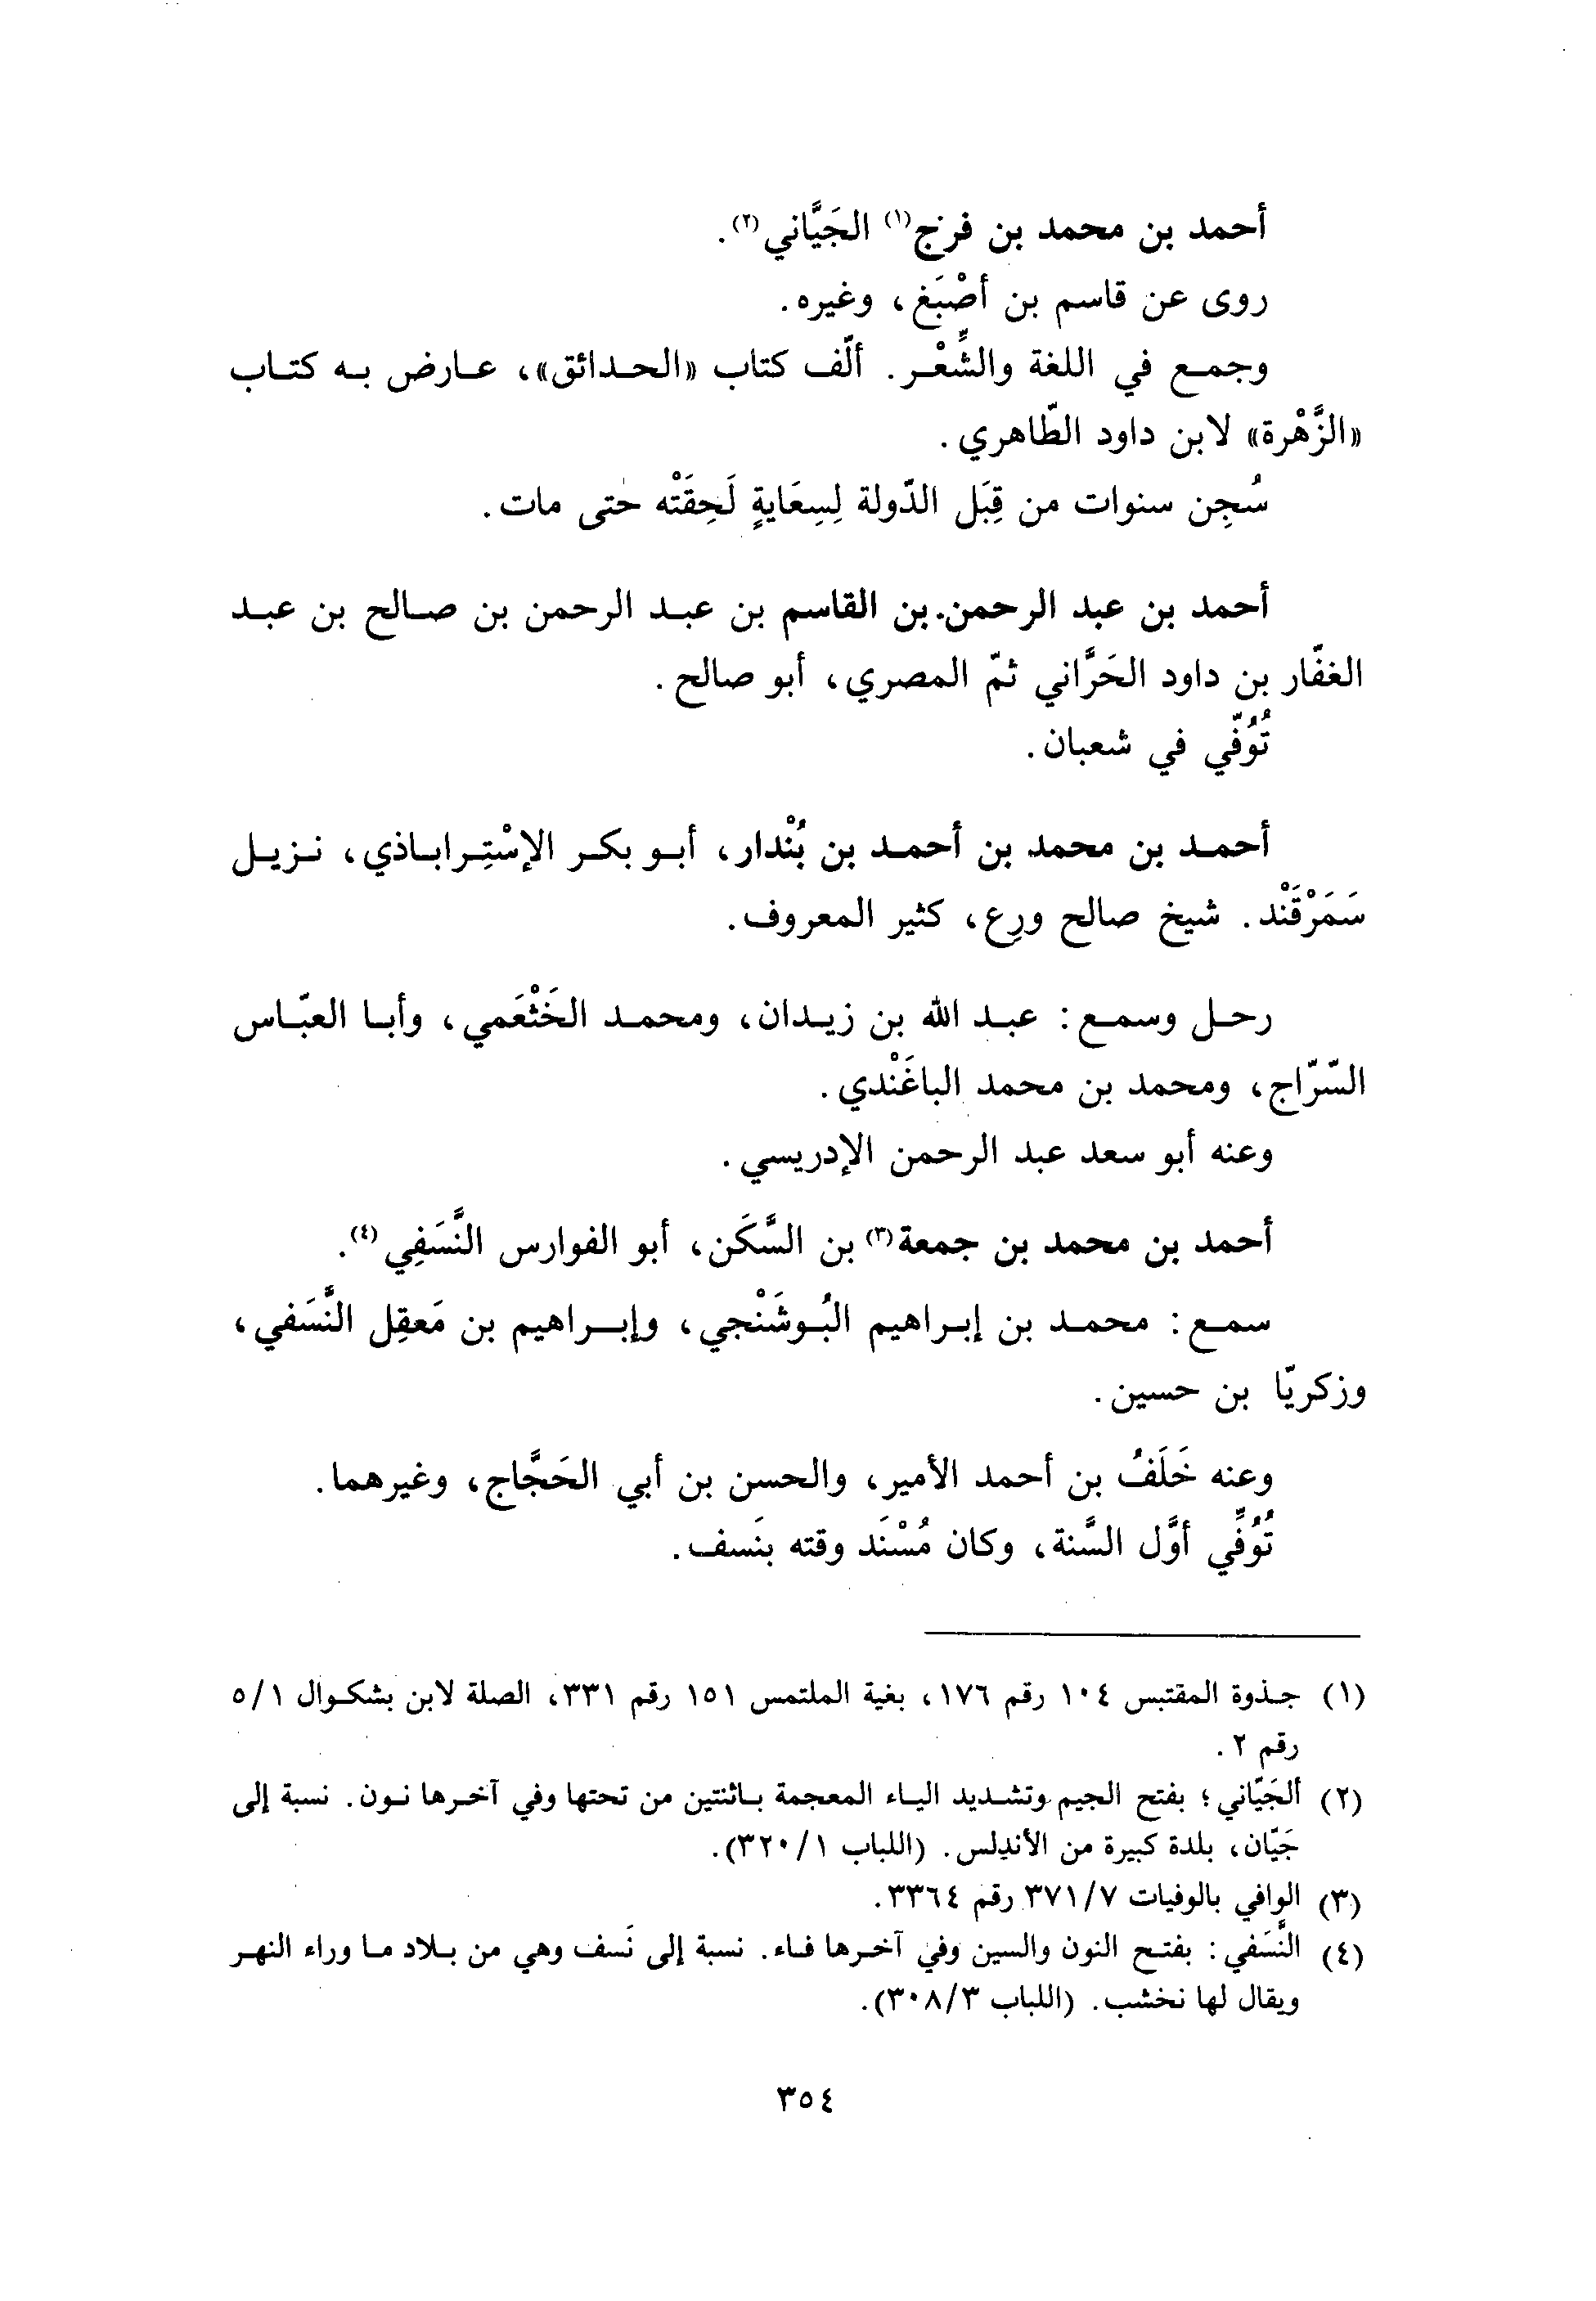 أحمد بن محمد بن فرج(١) الجَيَّاني(٢).
روى عن قاسم بن أصْبَغ، وغيره.
وجمع في اللغة والشِّعْر. ألّف كتاب «الحدائق»، عارض به كتاب
«الزَّهْرة» لابن داود الطّاهري.
سُجِن سنوات من قِبَل الدّولة لِسِعَايةٍ لَحِقَتْه حتى مات.
أحمد بن عبد الرحمن بن القاسم بن عبد الرحمن بن صالح بن عبد
الغفّار بن داود الحَرَّاني ثمّ المصري، أبو صالح.
تُوُفّي في شعبان.
أحمد بن محمد بن أحمد بن بُنْدار، أبو بكر الإسْتِراباذي، نزيل
سَمَرْقَنْد. شيخ صالح ورِع، كثير المعروف.
رحل وسمع: عبد الله بن زيدان، ومحمد الخَثْعَمي، وأبا العبّاس
السّرّاج، ومحمد بن محمد الباغَنْدي.
وعنه أبو سعد عبد الرحمن الإدريسي.
أحمد بن محمد بن جمعة(٣) بن السَّكَن، أبو الفوارس النَّسَفِي(٤).
سمع: محمد بن إبراهيم البُوشَنْجي، وإبراهيم بن مَعقِل النَّسَفي،
وزكريّا بن حسين.
وعنه خَلَفُ بن أحمد الأمير، والحسن بن أبي الحَجَّاج، وغيرهما.
تُوُفِّي أوَّل السَّنة، وكان مُسْنَد وقته بنَسف.
(١) جذوة المقتبس ١٠٤ رقم ١٧٦، بغية الملتمس ١٥١ رقم ٣٣١، الصلة لابن بشكوال ٥/١
رقم ٢.
(٢) ألجَيّاني؛ بفتح الجيم وتشديد الياء المعجمة باثنتين من تحتها وفي آخرها نون. نسبة إلى
جَيّان، بلدة كبيرة من الأندلس. (اللباب ٣٢٠/١).
(٣) الوافي بالوفيات ٣٧١/٧ رقم ٣٣٦٤.
(٤) النَّسَفي: بفتح النون والسين وفي آخرها فاء. نسبة إلى نَسف وهي من بلاد ما وراء النهر
ويقال لها نخشب. (اللباب ٣٠٨/٣).
٣٥٤